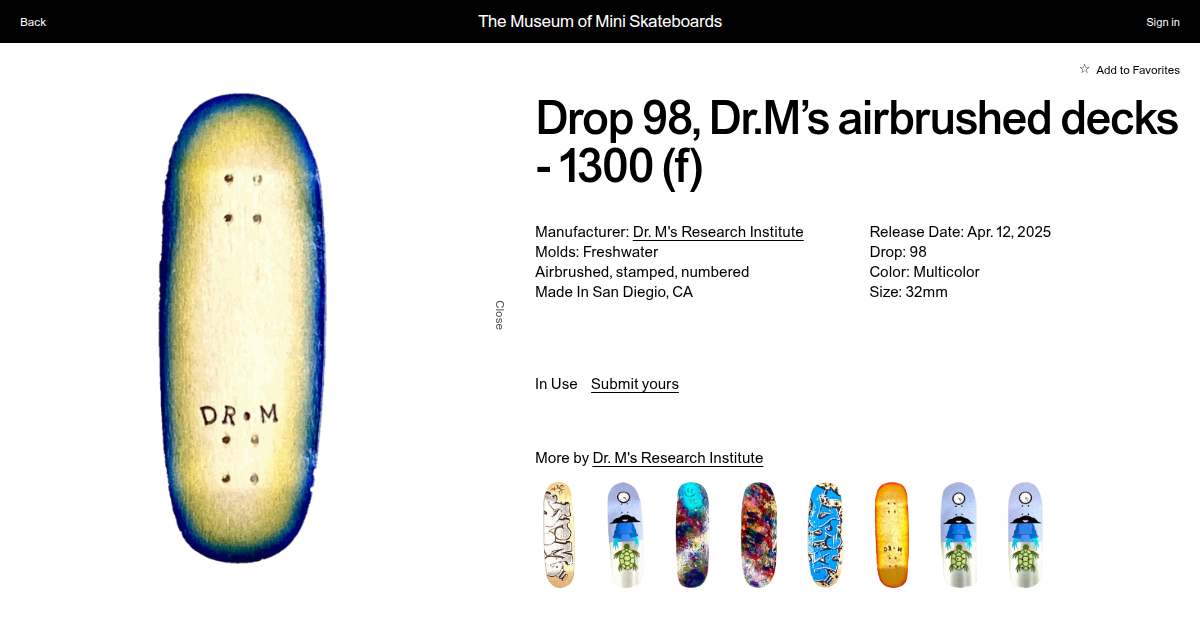 Back
The Museum of Mini Skateboards
Sign in
☆ Add to Favorites
Drop 98, Dr.M’s airbrushed decks
- 1300 (f)
Manufacturer: Dr. M's Research Institute
Molds: Freshwater
Airbrushed, stamped, numbered
Made In San Diegio, CA
Release Date: Apr. 12, 2025
Drop: 98
Color: Multicolor
Size: 32mm
Close
DR•M
In Use Submit yours
More by Dr. M's Research Institute
DR•M